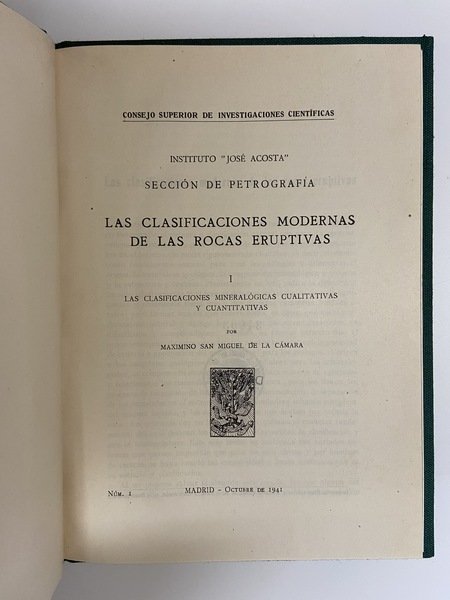 CONSEJO SUPERIOR DE INVESTIGACIONES CIENTÍFICAS
INSTITUTO "JOSÉ ACOSTA"
SECCIÓN DE PETROGRAFÍA
LAS CLASIFICACIONES MODERNAS
DE LAS ROCAS ERUPTIVAS
I
LAS CLASIFICACIONES MINERALÓGICAS CUALITATIVAS
Y CUANTITATIVAS
POR
MAXIMINO SAN MIGUEL DE LA CÁMARA
NÚM. 1
MADRID - OCTUBRE DE 1941